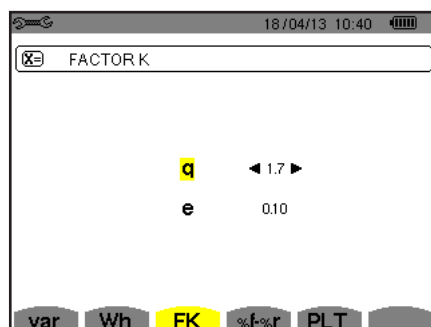 18/04/13 10:40
X= FACTOR K
q ◀ 1.7 ▶
e 0.10
var Wh FK %f-%r PLT